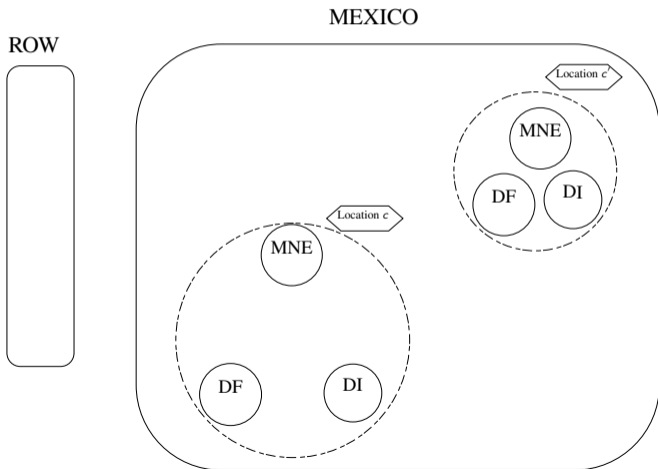 MEXICO
ROW
Location c'
MNE
DF
DI
Location c
MNE
DF
DI